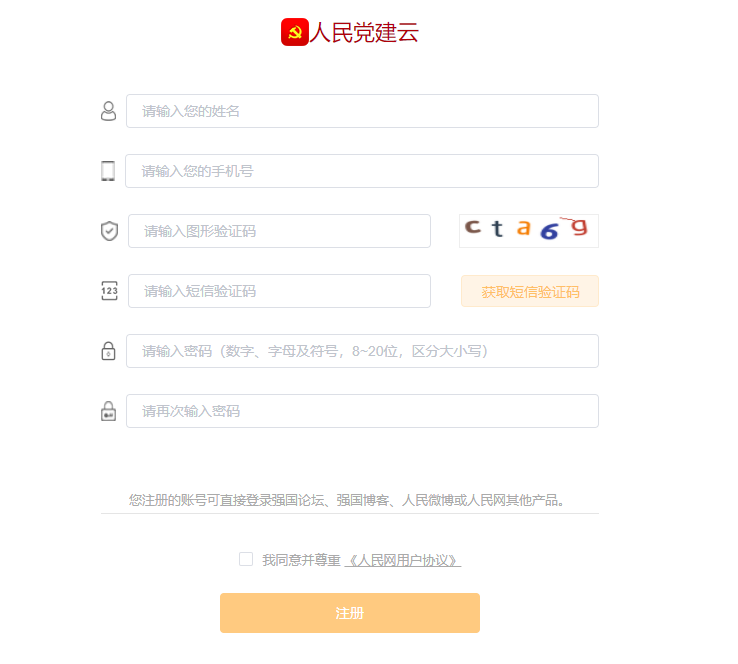 人民党建云
请输入您的姓名
请输入您的手机号
请输入图形验证码 cta6g
123 请输入短信验证码 获取短信验证码
请输入密码（数字、字母及符号，8~20位，区分大小写）
请再次输入密码
您注册的账号可直接登录强国论坛、强国博客、人民微博或人民网其他产品。
我同意并尊重《人民网用户协议》
注册